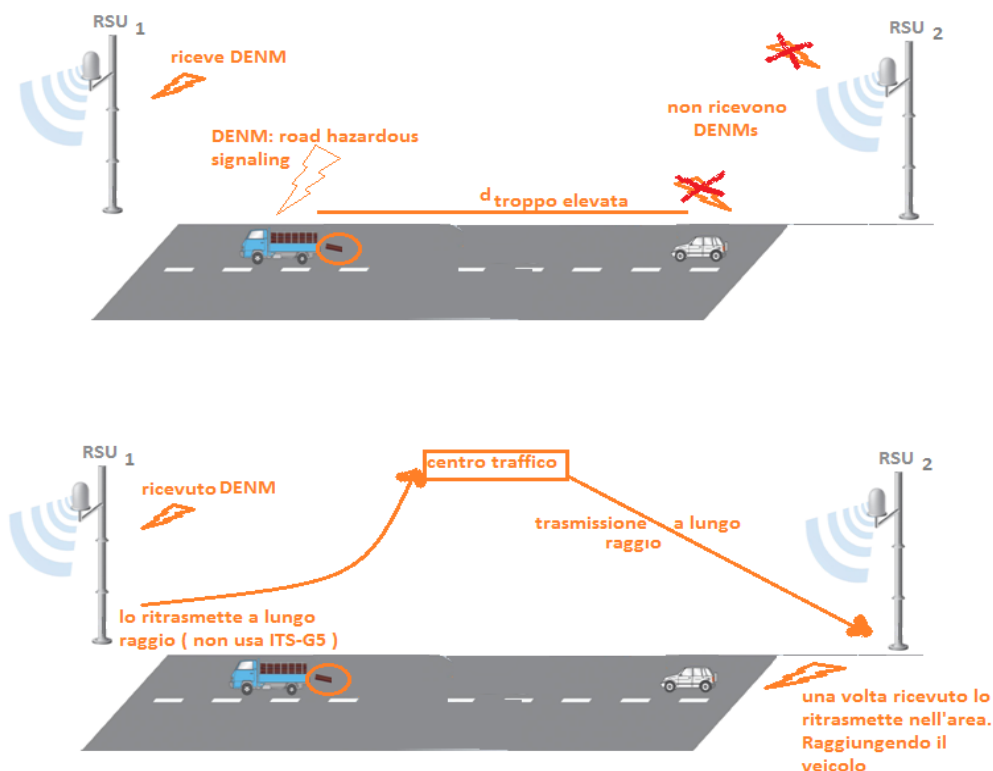 RSU 1
riceve DENM
DENM: road hazardous
signaling
d troppo elevata
non ricevono
DENMs
RSU 2
RSU 1
ricevuto DENM
lo ritrasmette a lungo
raggio ( non usa ITS-G5 )
centro traffico
trasmissione a lungo
raggio
RSU 2
una volta ricevuto lo
ritrasmette nell'area.
Raggiungendo il
veicolo